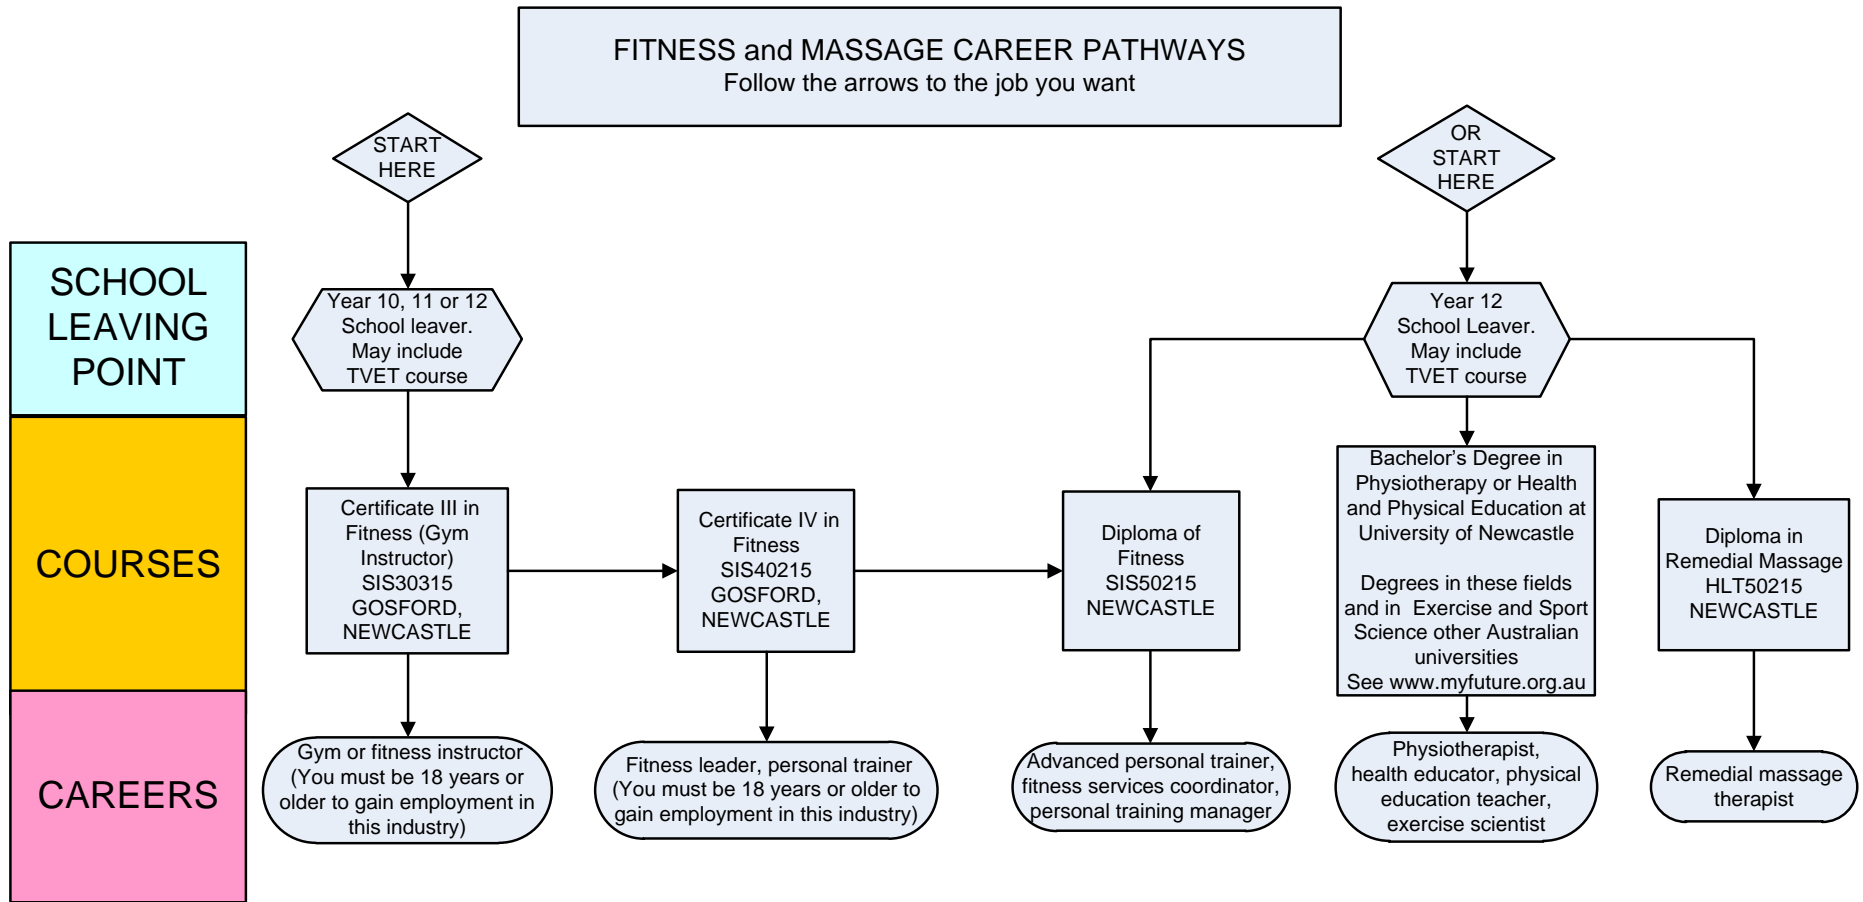 FITNESS and MASSAGE CAREER PATHWAYS
Follow the arrows to the job you want
START
HERE
OR
START
HERE
SCHOOL
LEAVING
POINT
Year 10, 11 or 12
School leaver.
May include
TVET course
Year 12
School Leaver.
May include
TVET course
COURSES
Certificate III in
Fitness (Gym
Instructor)
SIS30315
GOSFORD,
NEWCASTLE
Certificate IV in
Fitness
SIS40215
GOSFORD,
NEWCASTLE
Diploma of
Fitness
SIS50215
NEWCASTLE
Bachelor’s Degree in
Physiotherapy or Health
and Physical Education at
University of Newcastle
Degrees in these fields
and in Exercise and Sport
Science other Australian
universities
See www.myfuture.org.au
Diploma in
Remedial Massage
HLT50215
NEWCASTLE
CAREERS
Gym or fitness instructor
(You must be 18 years or
older to gain employment in
this industry)
Fitness leader, personal trainer
(You must be 18 years or older to
gain employment in this industry)
Advanced personal trainer,
fitness services coordinator,
personal training manager
Physiotherapist,
health educator, physical
education teacher,
exercise scientist
Remedial massage
therapist